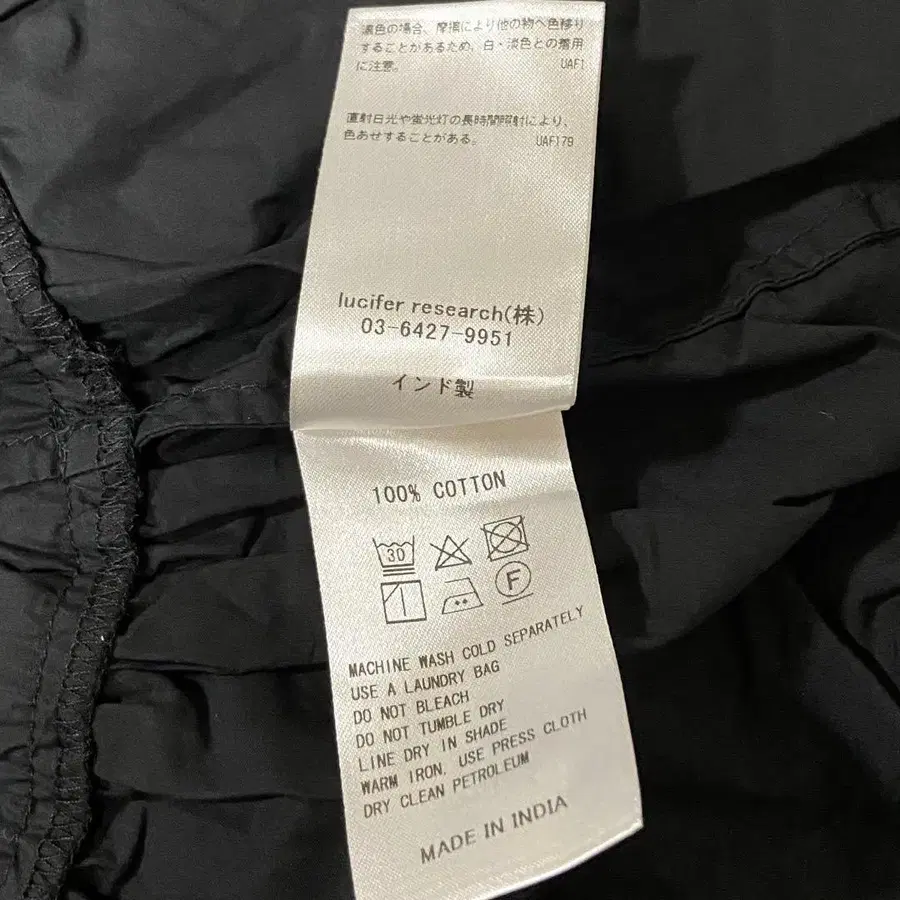 濃色の場合、摩擦により他の物へ色移り
することがあるため、白・淡色との着用
に注意。 UAF1
直射日光や蛍光灯の長時間照射により、
色あせすることがある。 UAF179
lucifer research(株)
03-6427-9951
インド製
100% COTTON
30
F
MACHINE WASH COLD SEPARATELY
USE A LAUNDRY BAG
DO NOT BLEACH
DO NOT TUMBLE DRY
LINE DRY IN SHADE
WARM IRON, USE PRESS CLOTH
DRY CLEAN PETROLEUM
MADE IN INDIA